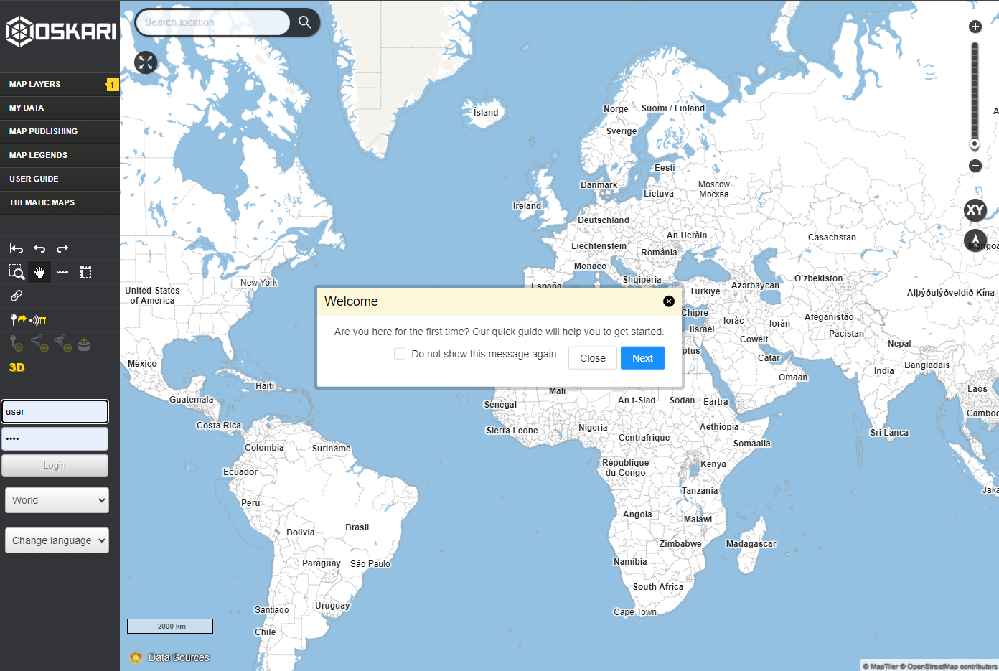 OSKARI
Search location
MAP LAYERS
1
MY DATA
MAP PUBLISHING
MAP LEGENDS
USER GUIDE
THEMATIC MAPS
3D
user
••••
Login
World
Change language
Ísland
Norge
Suomi / Finland
Sverige
Eesti
Danmark
Lietuva
Moscow
Москва
Ireland
Deutschland
An Ucràin
Liechtenstein
România
Casachstan
Monaco
Shqipëria
O'zbekiston
España
Azərbaycan
Türkiye
Alþýðulýðveldið Kína
XY
New York
United States
of America
Welcome
Are you here for the first time? Our quick guide will help you to get started.
Do not show this message again.
Close
Next
Chipre
Ioràc
Ioràn
Afeganistão
Iisrael
Coweit
Pacistan
Nepal
Catar
Bangladais
India
Omaan
Laos
México
Haiti
Guatemala
Costa Rica
Mali
An t-Siad
Sodan
Eartra
Sénégal
Sierra Leone
Nigeria
Centrafrique
Aethiopia
Somaalia
Sri Lanca
Colombia
Suriname
Ecuador
République
du Congo
Kenya
Tanzania
Perú
Angola
Malawi
Bolivia
Brasil
Zimbabwe
Madagascar
Paraguay
São Paulo
Namibia
South Africa
Uruguay
Santiago
Cape Town
Chile
2000 km
Data Sources
© MapTiler © OpenStreetMap contributors